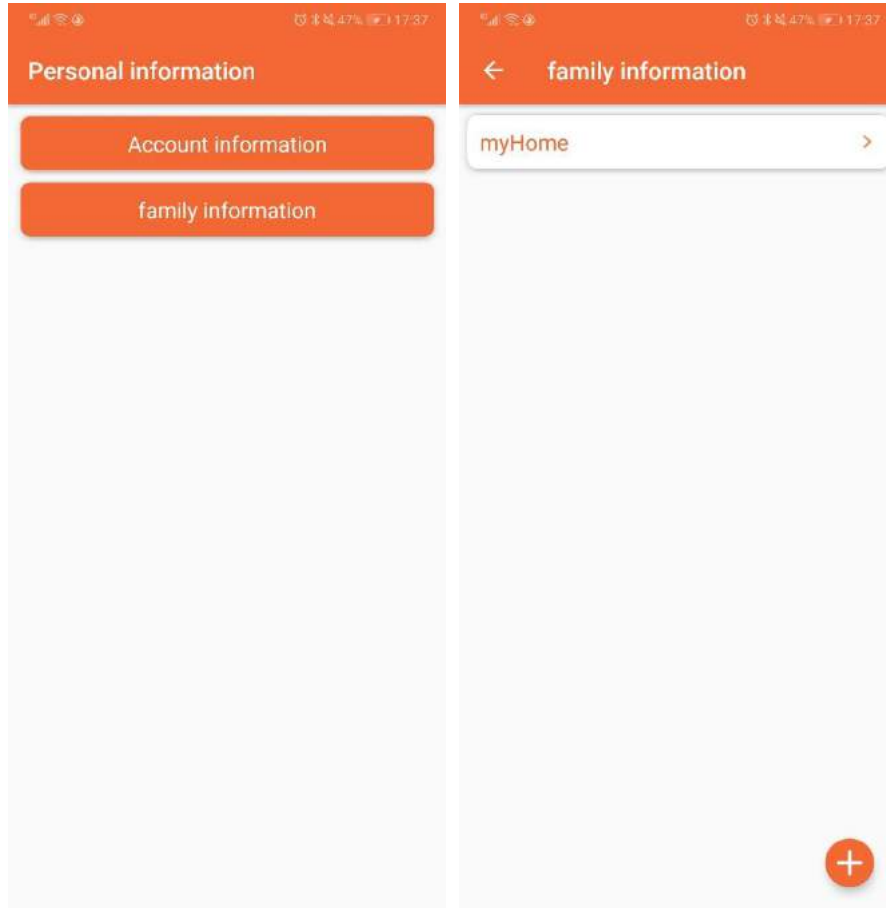 47% 17:37
Personal information
Account information
family information
47% 17:37
family information
myHome